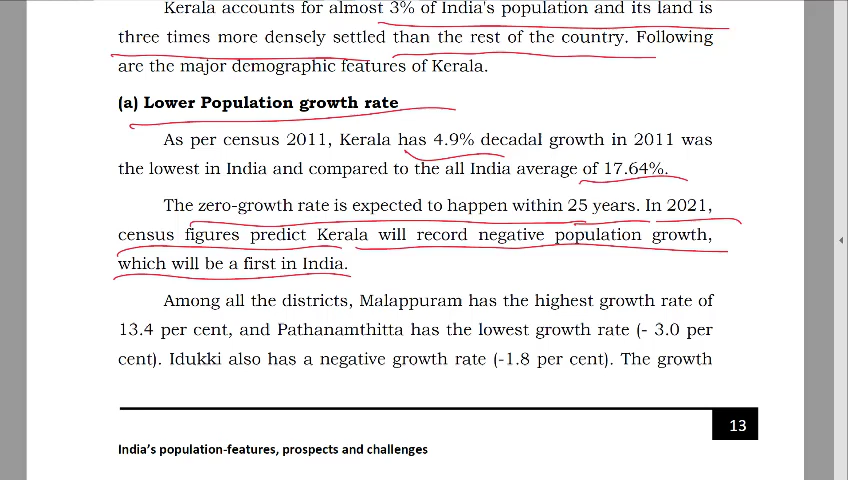 Kerala accounts for almost 3% of India's population and its land is
three times more densely settled than the rest of the country. Following
are the major demographic features of Kerala.
(a) Lower Population growth rate
As per census 2011, Kerala has 4.9% decadal growth in 2011 was
the lowest in India and compared to the all India average of 17.64%.
The zero-growth rate is expected to happen within 25 years. In 2021,
census figures predict Kerala will record negative population growth,
which will be a first in India.
Among all the districts, Malappuram has the highest growth rate of
13.4 per cent, and Pathanamthitta has the lowest growth rate (- 3.0 per
cent). Idukki also has a negative growth rate (-1.8 per cent). The growth
13
India's population-features, prospects and challenges